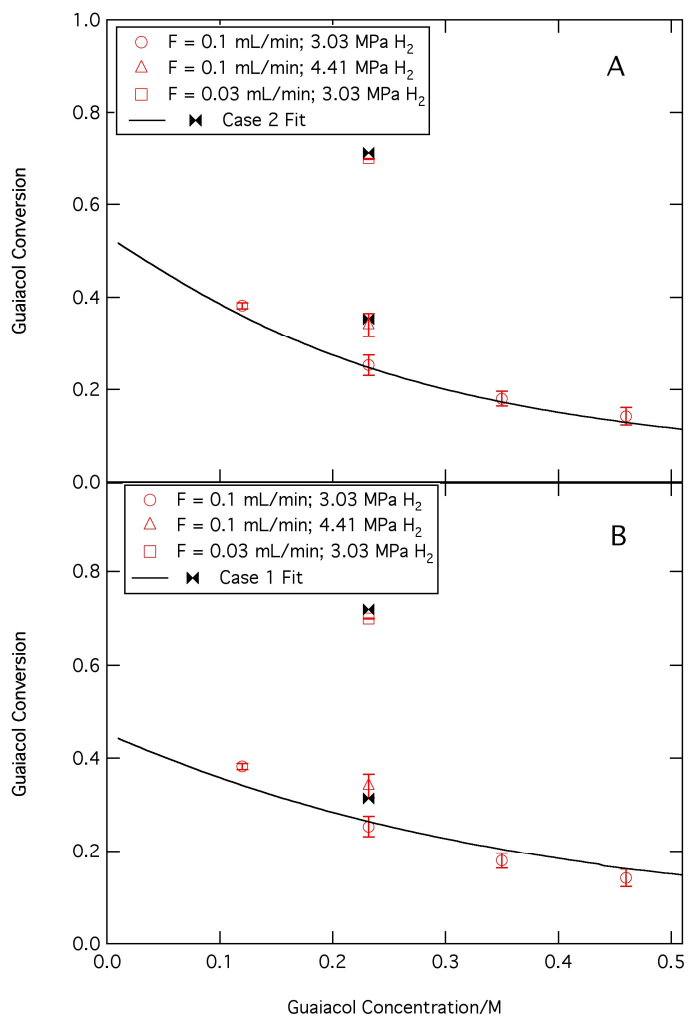 1.0
F = 0.1 mL/min; 3.03 MPa H2
F = 0.1 mL/min; 4.41 MPa H2
F = 0.03 mL/min; 3.03 MPa H2
Case 2 Fit
A
0.8
0.6
0.4
0.2
0.0
Guaiacol Conversion
F = 0.1 mL/min; 3.03 MPa H2
F = 0.1 mL/min; 4.41 MPa H2
F = 0.03 mL/min; 3.03 MPa H2
Case 1 Fit
B
0.8
0.6
0.4
0.2
0.0
Guaiacol Conversion
0.0 0.1 0.2 0.3 0.4 0.5
Guaiacol Concentration/M